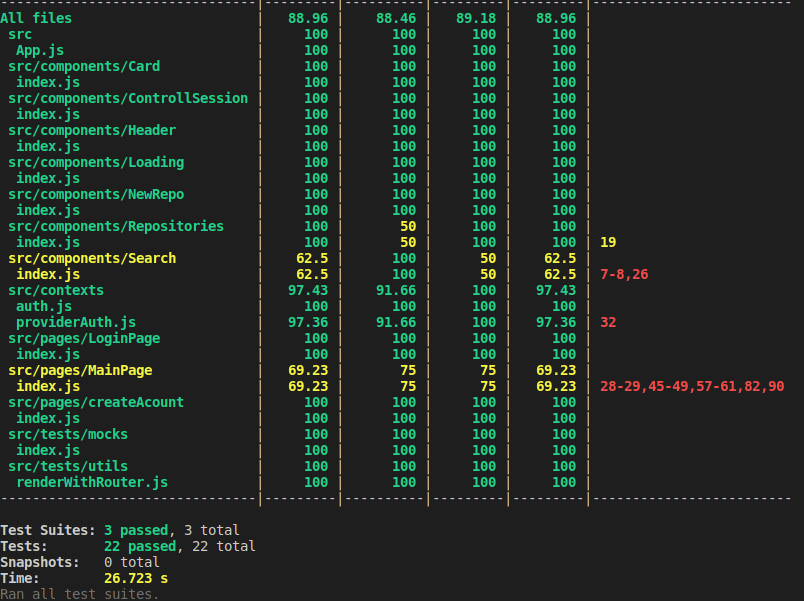 --------------------------------|---------|----------|---------|---------|-------------------------
All files                       |   88.96 |    88.46 |   89.18 |   88.96 |
 src                            |     100 |      100 |     100 |     100 |
  App.js                        |     100 |      100 |     100 |     100 |
 src/components/Card            |     100 |      100 |     100 |     100 |
  index.js                      |     100 |      100 |     100 |     100 |
 src/components/ControllSession |     100 |      100 |     100 |     100 |
  index.js                      |     100 |      100 |     100 |     100 |
 src/components/Header          |     100 |      100 |     100 |     100 |
  index.js                      |     100 |      100 |     100 |     100 |
 src/components/Loading         |     100 |      100 |     100 |     100 |
  index.js                      |     100 |      100 |     100 |     100 |
 src/components/NewRepo         |     100 |      100 |     100 |     100 |
  index.js                      |     100 |      100 |     100 |     100 |
 src/components/Repositories    |     100 |       50 |     100 |     100 |
  index.js                      |     100 |       50 |     100 |     100 | 19
 src/components/Search          |    62.5 |      100 |      50 |    62.5 |
  index.js                      |    62.5 |      100 |      50 |    62.5 | 7-8,26
 src/contexts                   |   97.43 |    91.66 |     100 |   97.43 |
  auth.js                       |     100 |      100 |     100 |     100 |
  providerAuth.js               |   97.36 |    91.66 |     100 |   97.36 | 32
 src/pages/LoginPage            |     100 |      100 |     100 |     100 |
  index.js                      |     100 |      100 |     100 |     100 |
 src/pages/MainPage             |   69.23 |       75 |      75 |   69.23 |
  index.js                      |   69.23 |       75 |      75 |   69.23 | 28-29,45-49,57-61,82,90
 src/pages/createAcount         |     100 |      100 |     100 |     100 |
  index.js                      |     100 |      100 |     100 |     100 |
 src/tests/mocks                |     100 |      100 |     100 |     100 |
  index.js                      |     100 |      100 |     100 |     100 |
 src/tests/utils                |     100 |      100 |     100 |     100 |
  renderWithRouter.js           |     100 |      100 |     100 |     100 |
--------------------------------|---------|----------|---------|---------|-------------------------
Test Suites: 3 passed, 3 total
Tests:       22 passed, 22 total
Snapshots:   0 total
Time:        26.723 s
Ran all test suites.